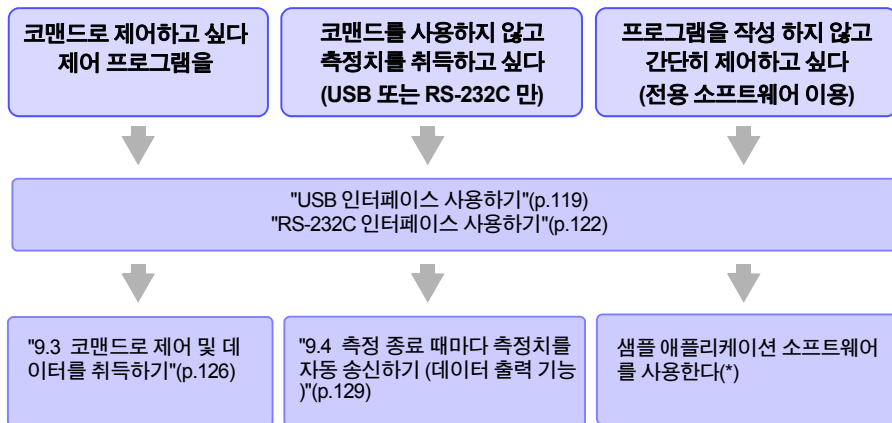 코맨드로 제어하고 싶다
제어 프로그램을
코맨드를 사용하지 않고
측정치를 취득하고 싶다
(USB 또는 RS-232C 만)
프로그램을 작성 하지 않고
간단히 제어하고 싶다
(전용 소프트웨어 이용)
"USB 인터페이스 사용하기"(p.119)
"RS-232C 인터페이스 사용하기"(p.122)
"9.3 코맨드로 제어 및 데
이터를 취득하기"(p.126)
"9.4 측정 종료 때마다 측정치를
자동 송신하기 (데이터 출력 기능
)"(p.129)
샘플 애플리케이션 소프트웨어
를 사용한다(*)